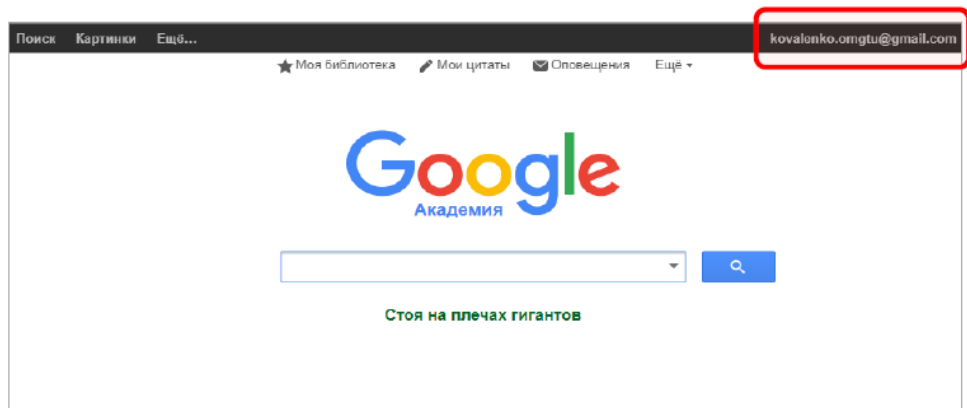 Поиск Картинки Ещё... kovalenko.omgtu@gmail.com
Моя библиотека Мои цитаты Оповещения Ещё
Google
Академия
Стоя на плечах гигантов